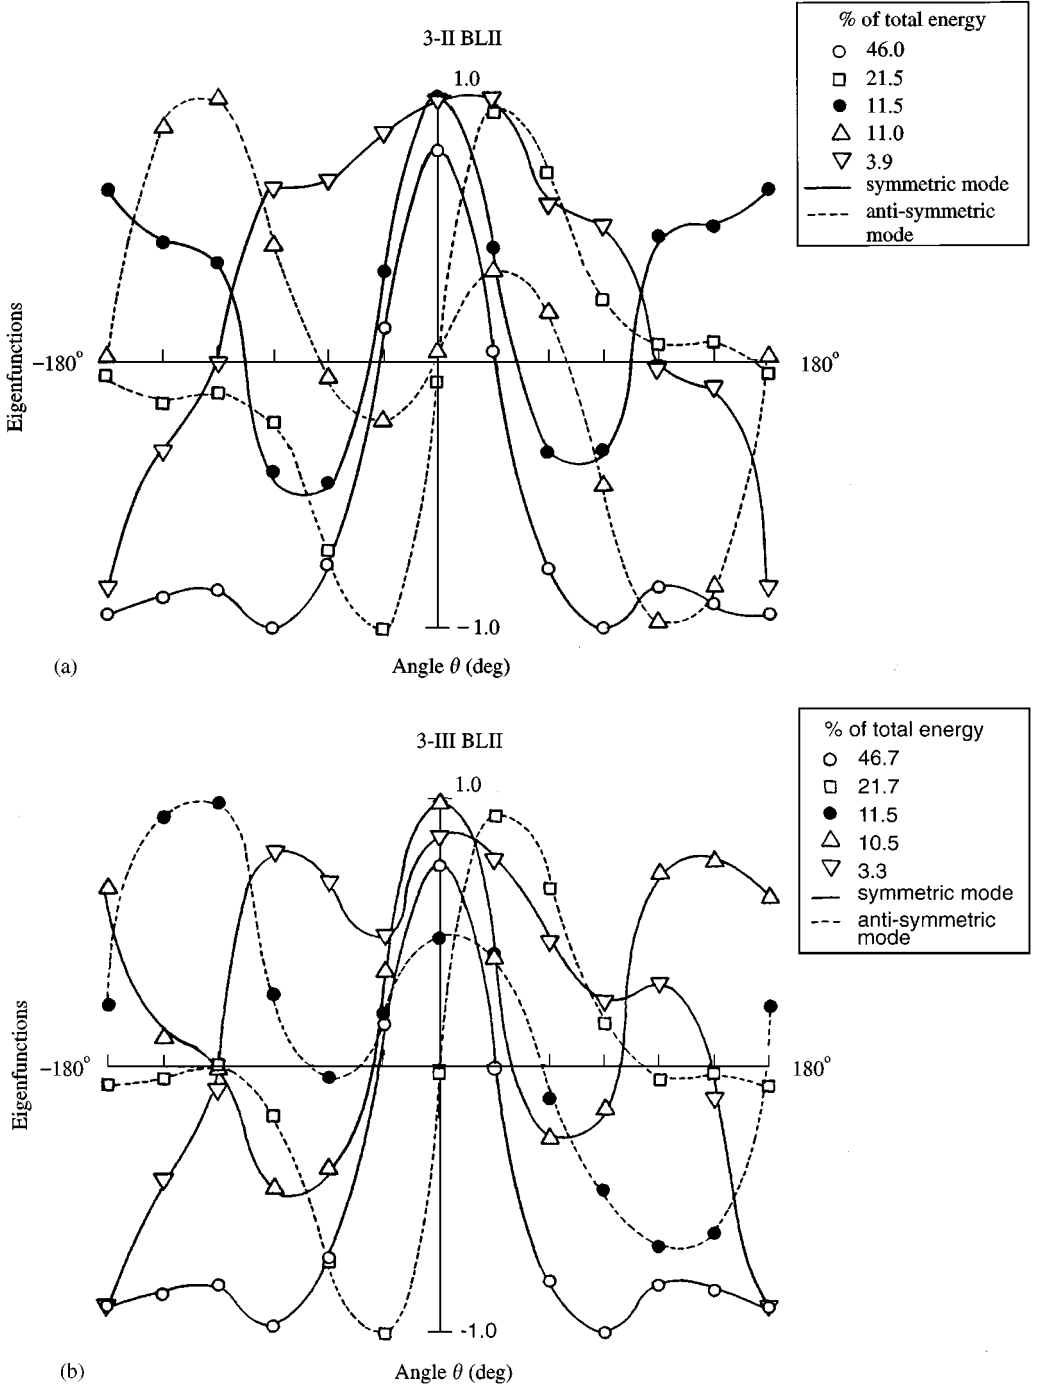 3-II BLII
1.0
% of total energy
46.0
21.5
11.5
11.0
3.9
symmetric mode
anti-symmetric
mode
Eigenfunctions
−180°
180°
−1.0
(a)
Angle θ (deg)
3-III BLII
1.0
% of total energy
46.7
21.7
11.5
10.5
3.3
symmetric mode
anti-symmetric
mode
Eigenfunctions
−180°
180°
-1.0
(b)
Angle θ (deg)